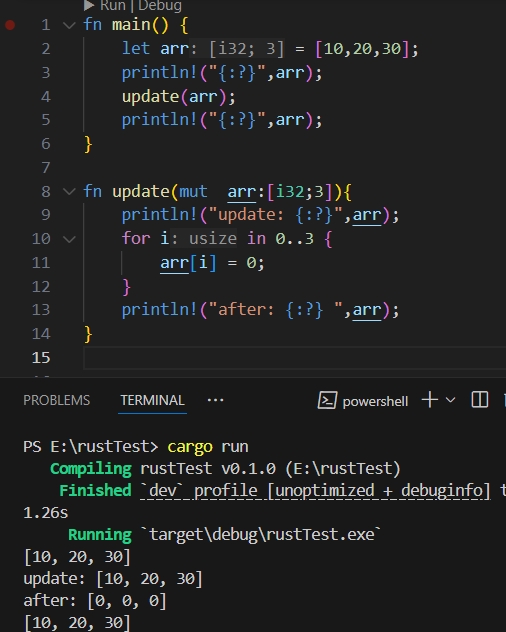 ▶ Run | Debug
1 fn main() {
2 let arr: [i32; 3] = [10,20,30];
3 println!("{:?}",arr);
4 update(arr);
5 println!("{:?}",arr);
6 }
7
8 fn update(mut  arr:[i32;3]){
9 println!("update: {:?}",arr);
10 for i: usize in 0..3 {
11 arr[i] = 0;
12 }
13 println!("after: {:?} ",arr);
14 }
15
PROBLEMS TERMINAL ··· powershell
PS E:\rustTest> cargo run
Compiling rustTest v0.1.0 (E:\rustTest)
Finished `dev` profile [unoptimized + debuginfo] t
1.26s
Running `target\debug\rustTest.exe`
[10, 20, 30]
update: [10, 20, 30]
after: [0, 0, 0]
[10, 20, 30]